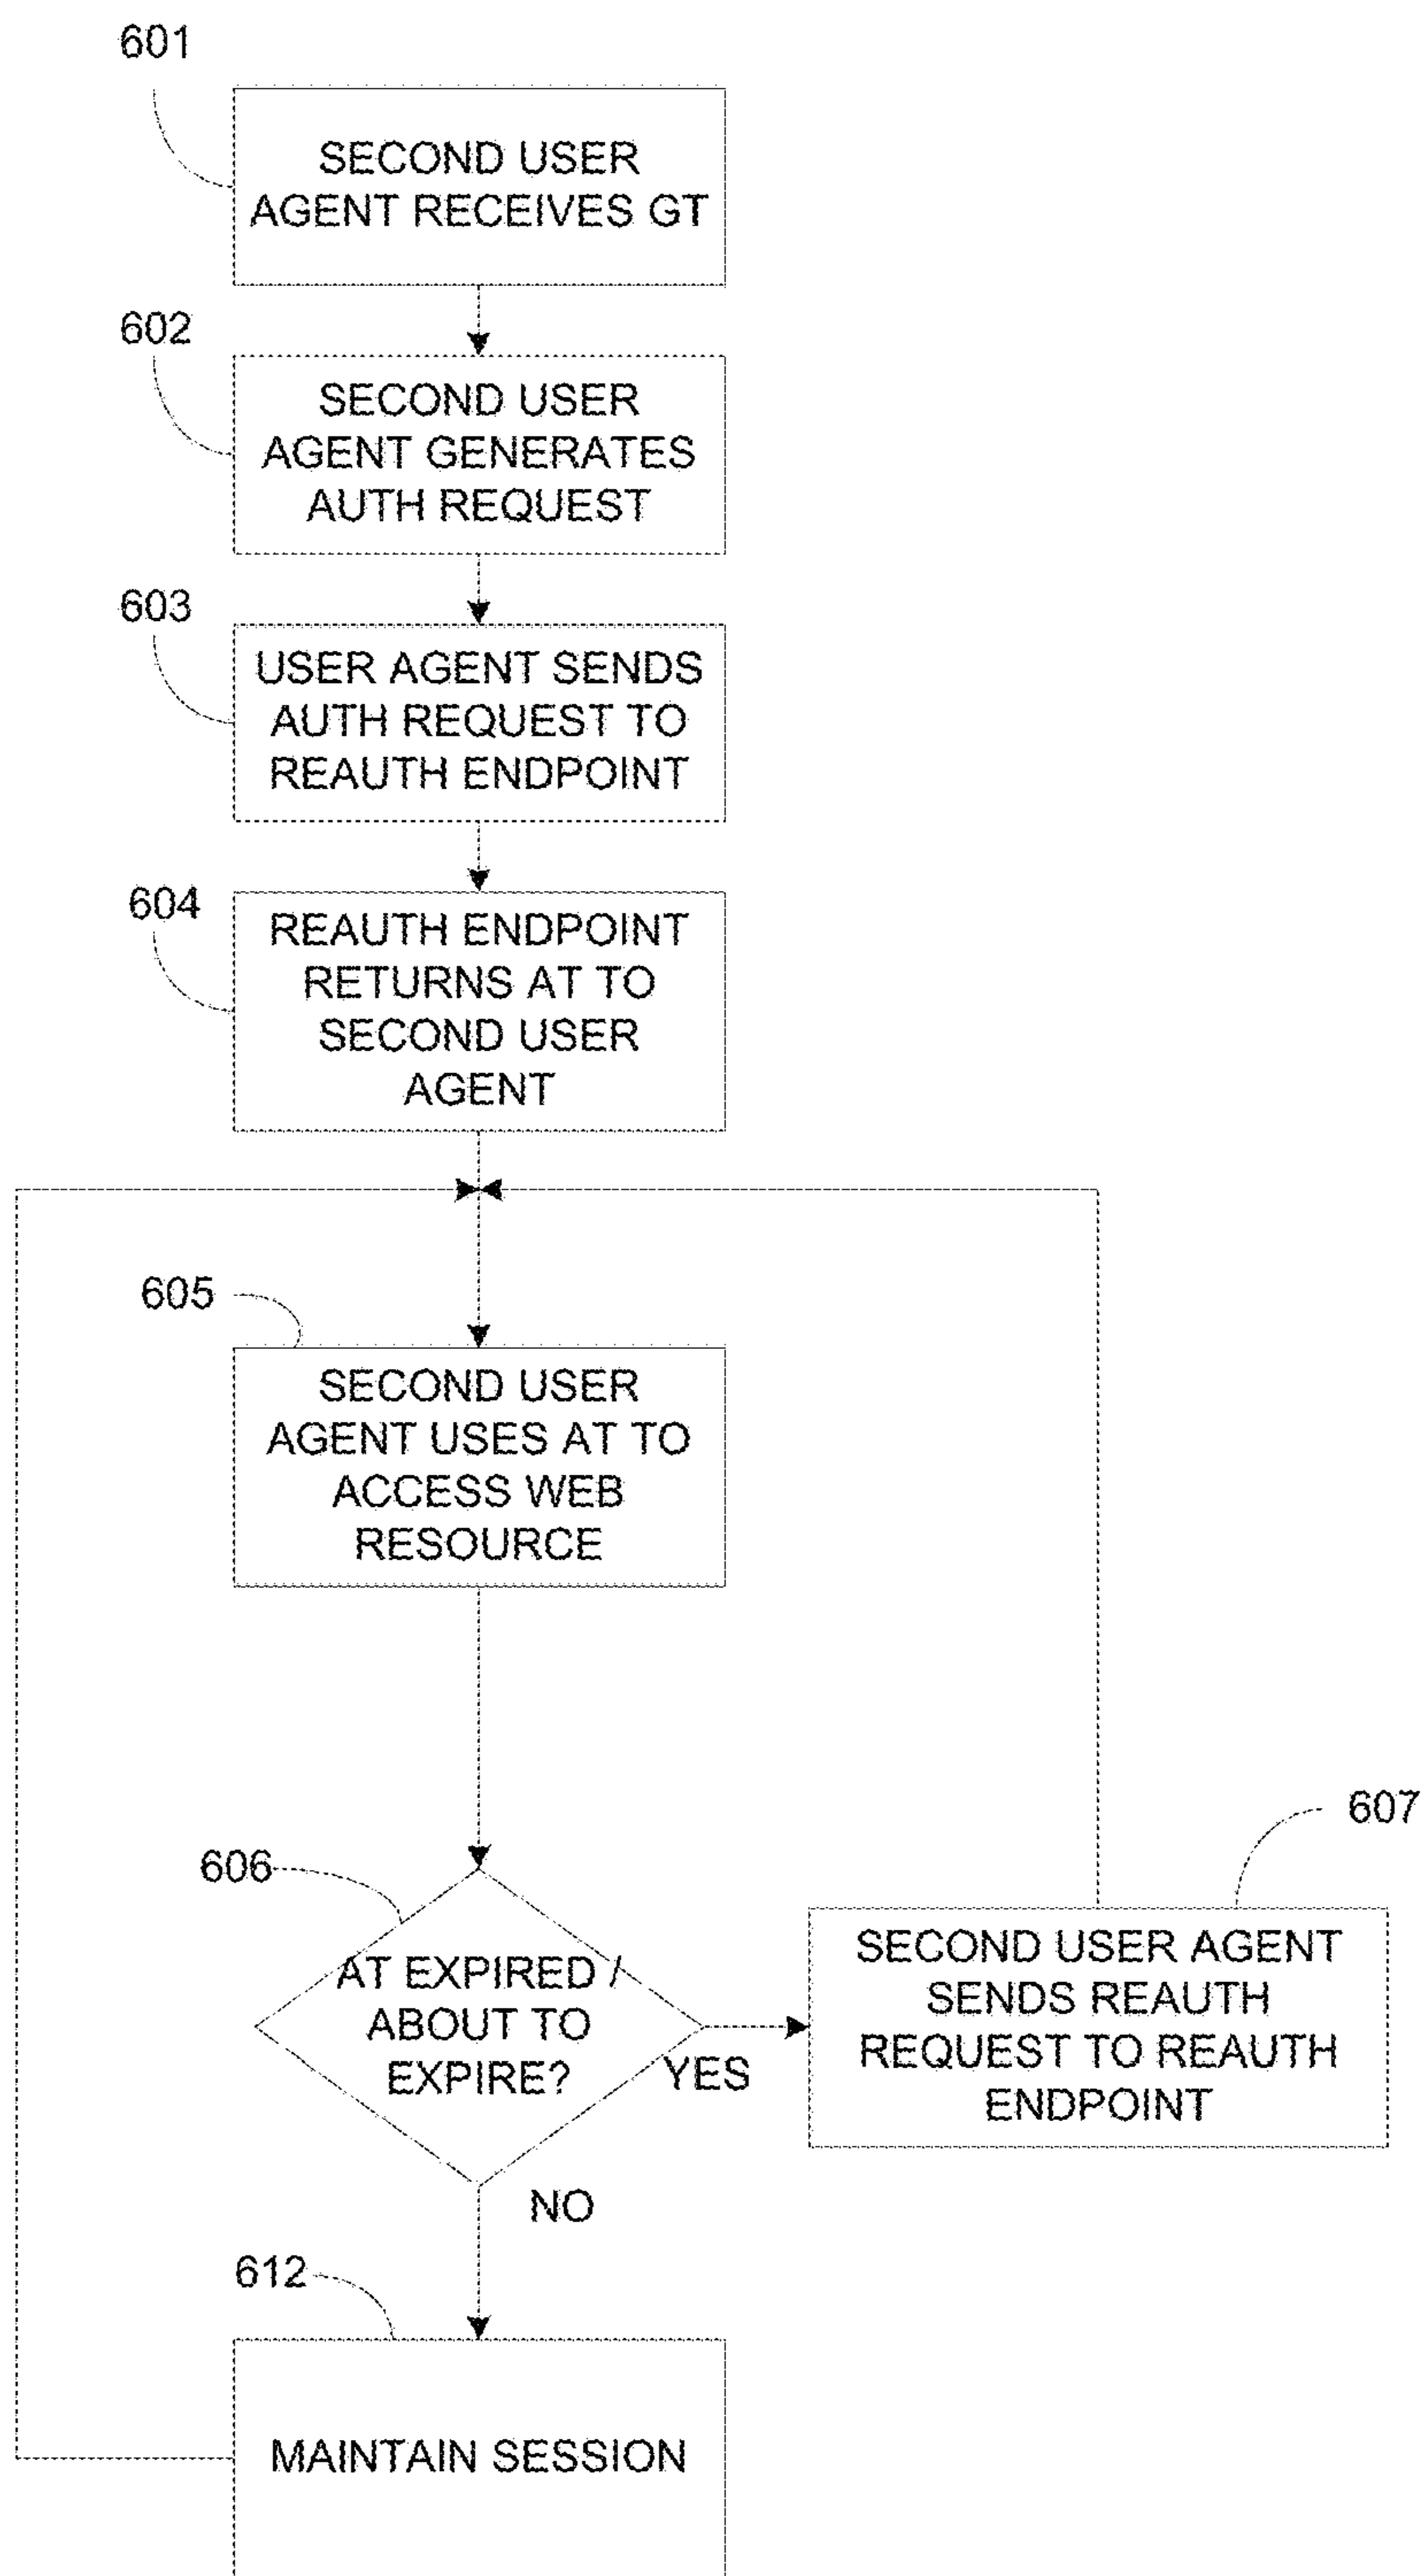 601
SECOND USER
AGENT RECEIVES GT
602
SECOND USER
AGENT GENERATES
AUTH REQUEST
603
USER AGENT SENDS
AUTH REQUEST TO
REAUTH ENDPOINT
604
REAUTH ENDPOINT
RETURNS AT TO
SECOND USER
AGENT
605
SECOND USER
AGENT USES AT TO
ACCESS WEB
RESOURCE
606
AT EXPIRED /
ABOUT TO
EXPIRE?
YES
607
SECOND USER AGENT
SENDS REAUTH
REQUEST TO REAUTH
ENDPOINT
NO
612
MAINTAIN SESSION